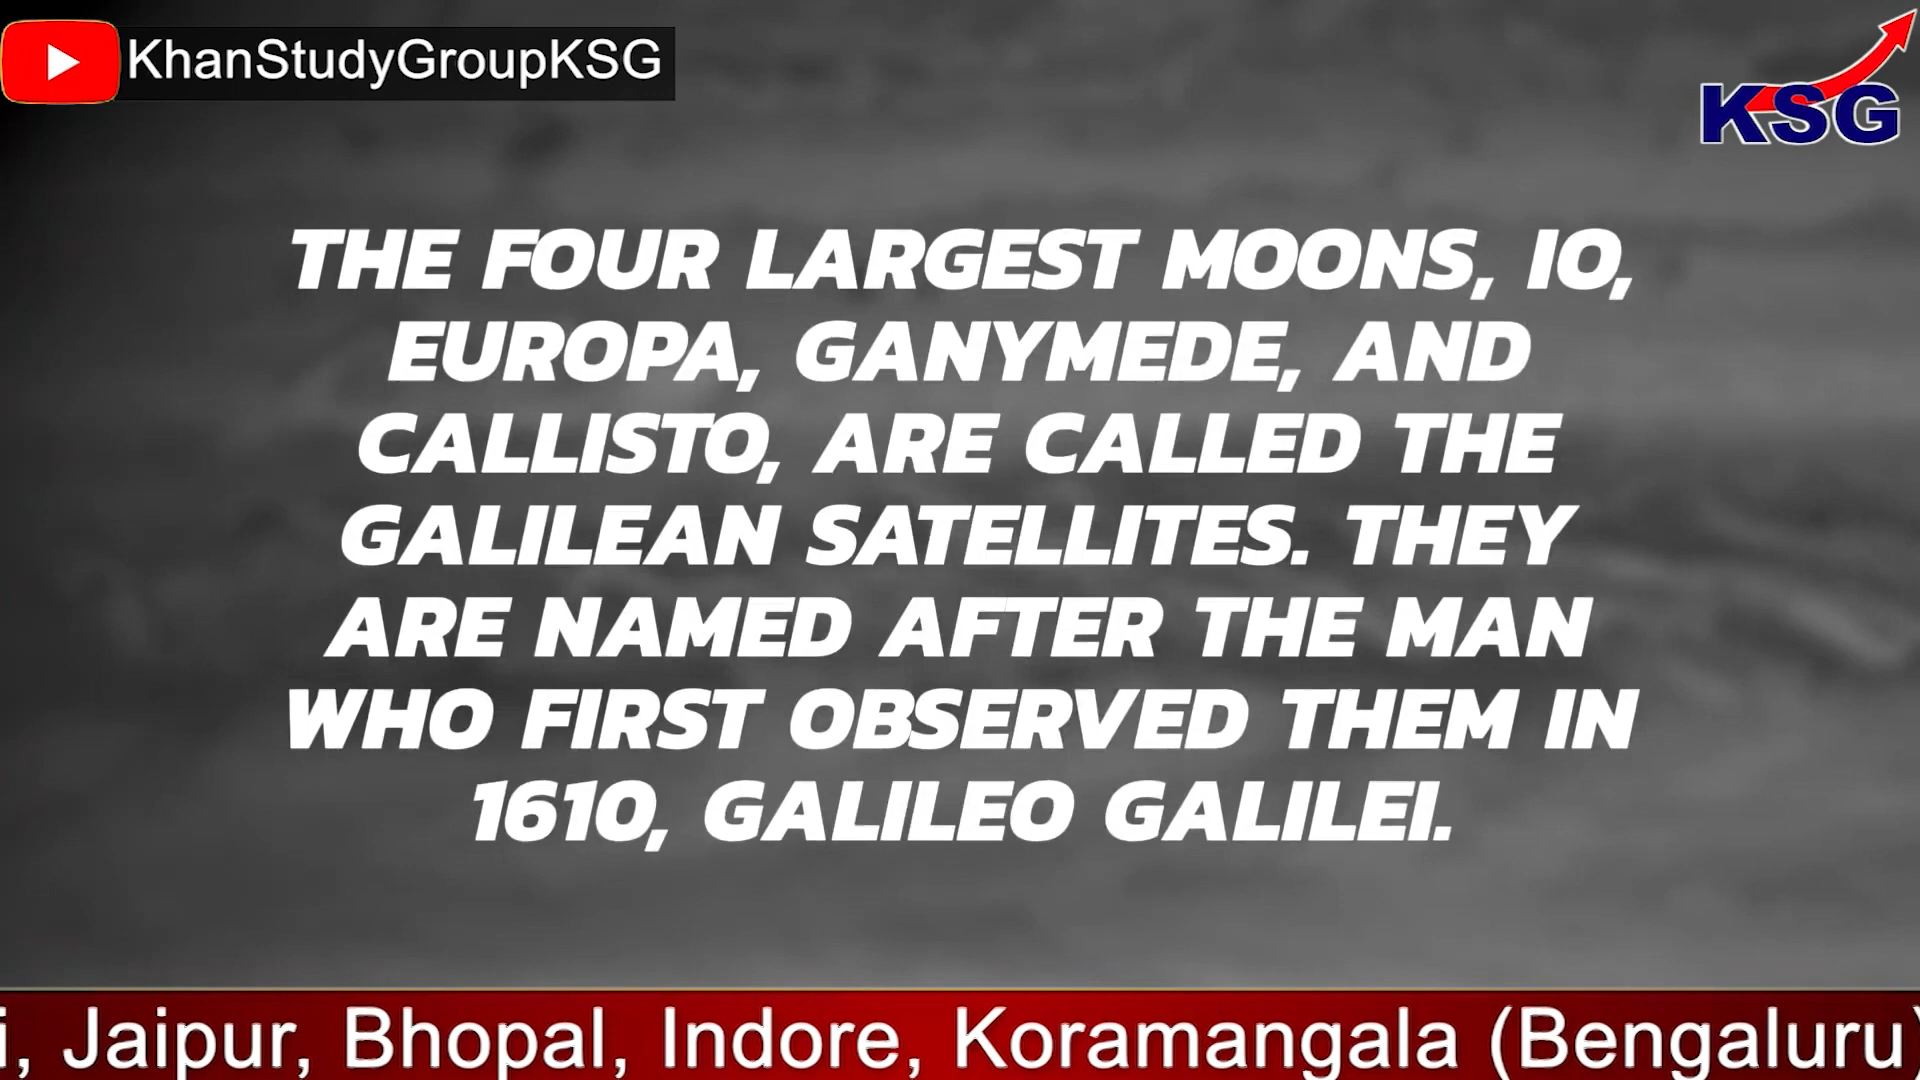 KhanStudyGroupKSG
KSG
THE FOUR LARGEST MOONS, IO,
EUROPA, GANYMEDE, AND
CALLISTO, ARE CALLED THE
GALILEAN SATELLITES. THEY
ARE NAMED AFTER THE MAN
WHO FIRST OBSERVED THEM IN
1610, GALILEO GALILEI.
i, Jaipur, Bhopal, Indore, Koramangala (Bengaluru)